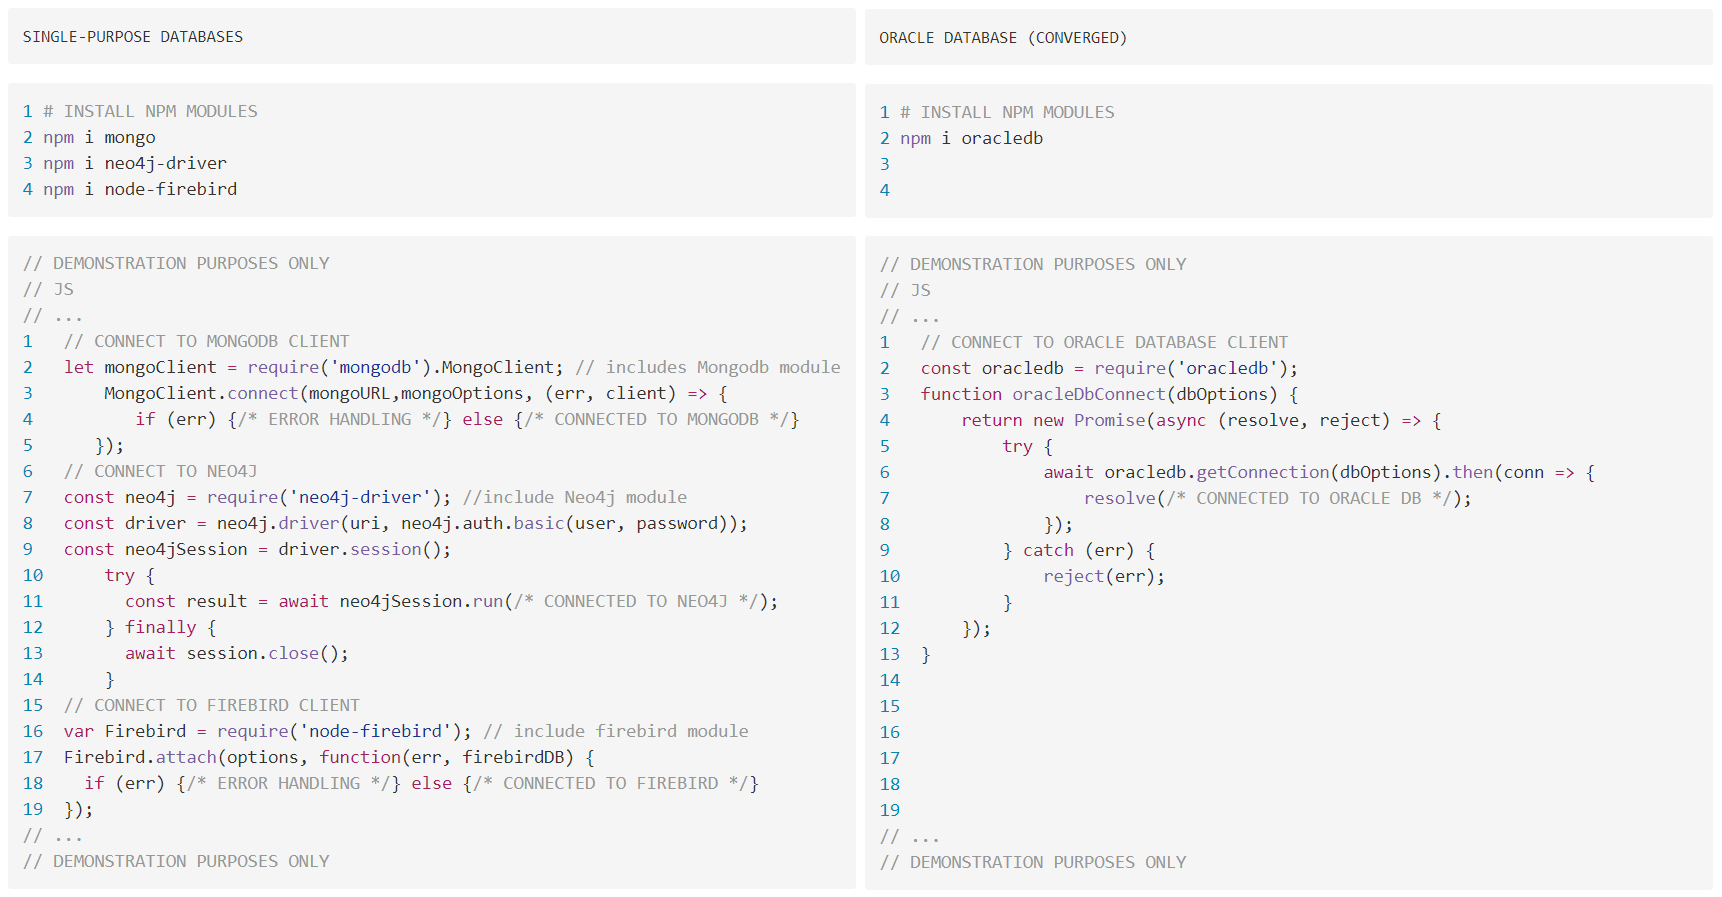 SINGLE-PURPOSE DATABASES
1 # INSTALL NPM MODULES
2 npm i mongo
3 npm i neo4j-driver
4 npm i node-firebird
// DEMONSTRATION PURPOSES ONLY
// JS
// ...
1   // CONNECT TO MONGODB CLIENT
2   let mongoClient = require('mongodb').MongoClient; // includes Mongodb module
3       MongoClient.connect(mongoURL,mongoOptions, (err, client) => {
4          if (err) {/* ERROR HANDLING */} else {/* CONNECTED TO MONGODB */}
5      });
6   // CONNECT TO NEO4J
7   const neo4j = require('neo4j-driver'); //include Neo4j module
8   const driver = neo4j.driver(uri, neo4j.auth.basic(user, password));
9   const neo4jSession = driver.session();
10      try {
11        const result = await neo4jSession.run(/* CONNECTED TO NEO4J */);
12      } finally {
13        await session.close();
14      }
15  // CONNECT TO FIREBIRD CLIENT
16  var Firebird = require('node-firebird'); // include firebird module
17  Firebird.attach(options, function(err, firebirdDB) {
18    if (err) {/* ERROR HANDLING */} else {/* CONNECTED TO FIREBIRD */}
19  });
// ...
// DEMONSTRATION PURPOSES ONLY
ORACLE DATABASE (CONVERGED)
1 # INSTALL NPM MODULES
2 npm i oracledb
3
4
// DEMONSTRATION PURPOSES ONLY
// JS
// ...
1   // CONNECT TO ORACLE DATABASE CLIENT
2   const oracledb = require('oracledb');
3   function oracleDbConnect(dbOptions) {
4       return new Promise(async (resolve, reject) => {
5           try {
6               await oracledb.getConnection(dbOptions).then(conn => {
7                   resolve(/* CONNECTED TO ORACLE DB */);
8               });
9           } catch (err) {
10              reject(err);
11          }
12      });
13  }
14
15
16
17
18
19
// ...
// DEMONSTRATION PURPOSES ONLY